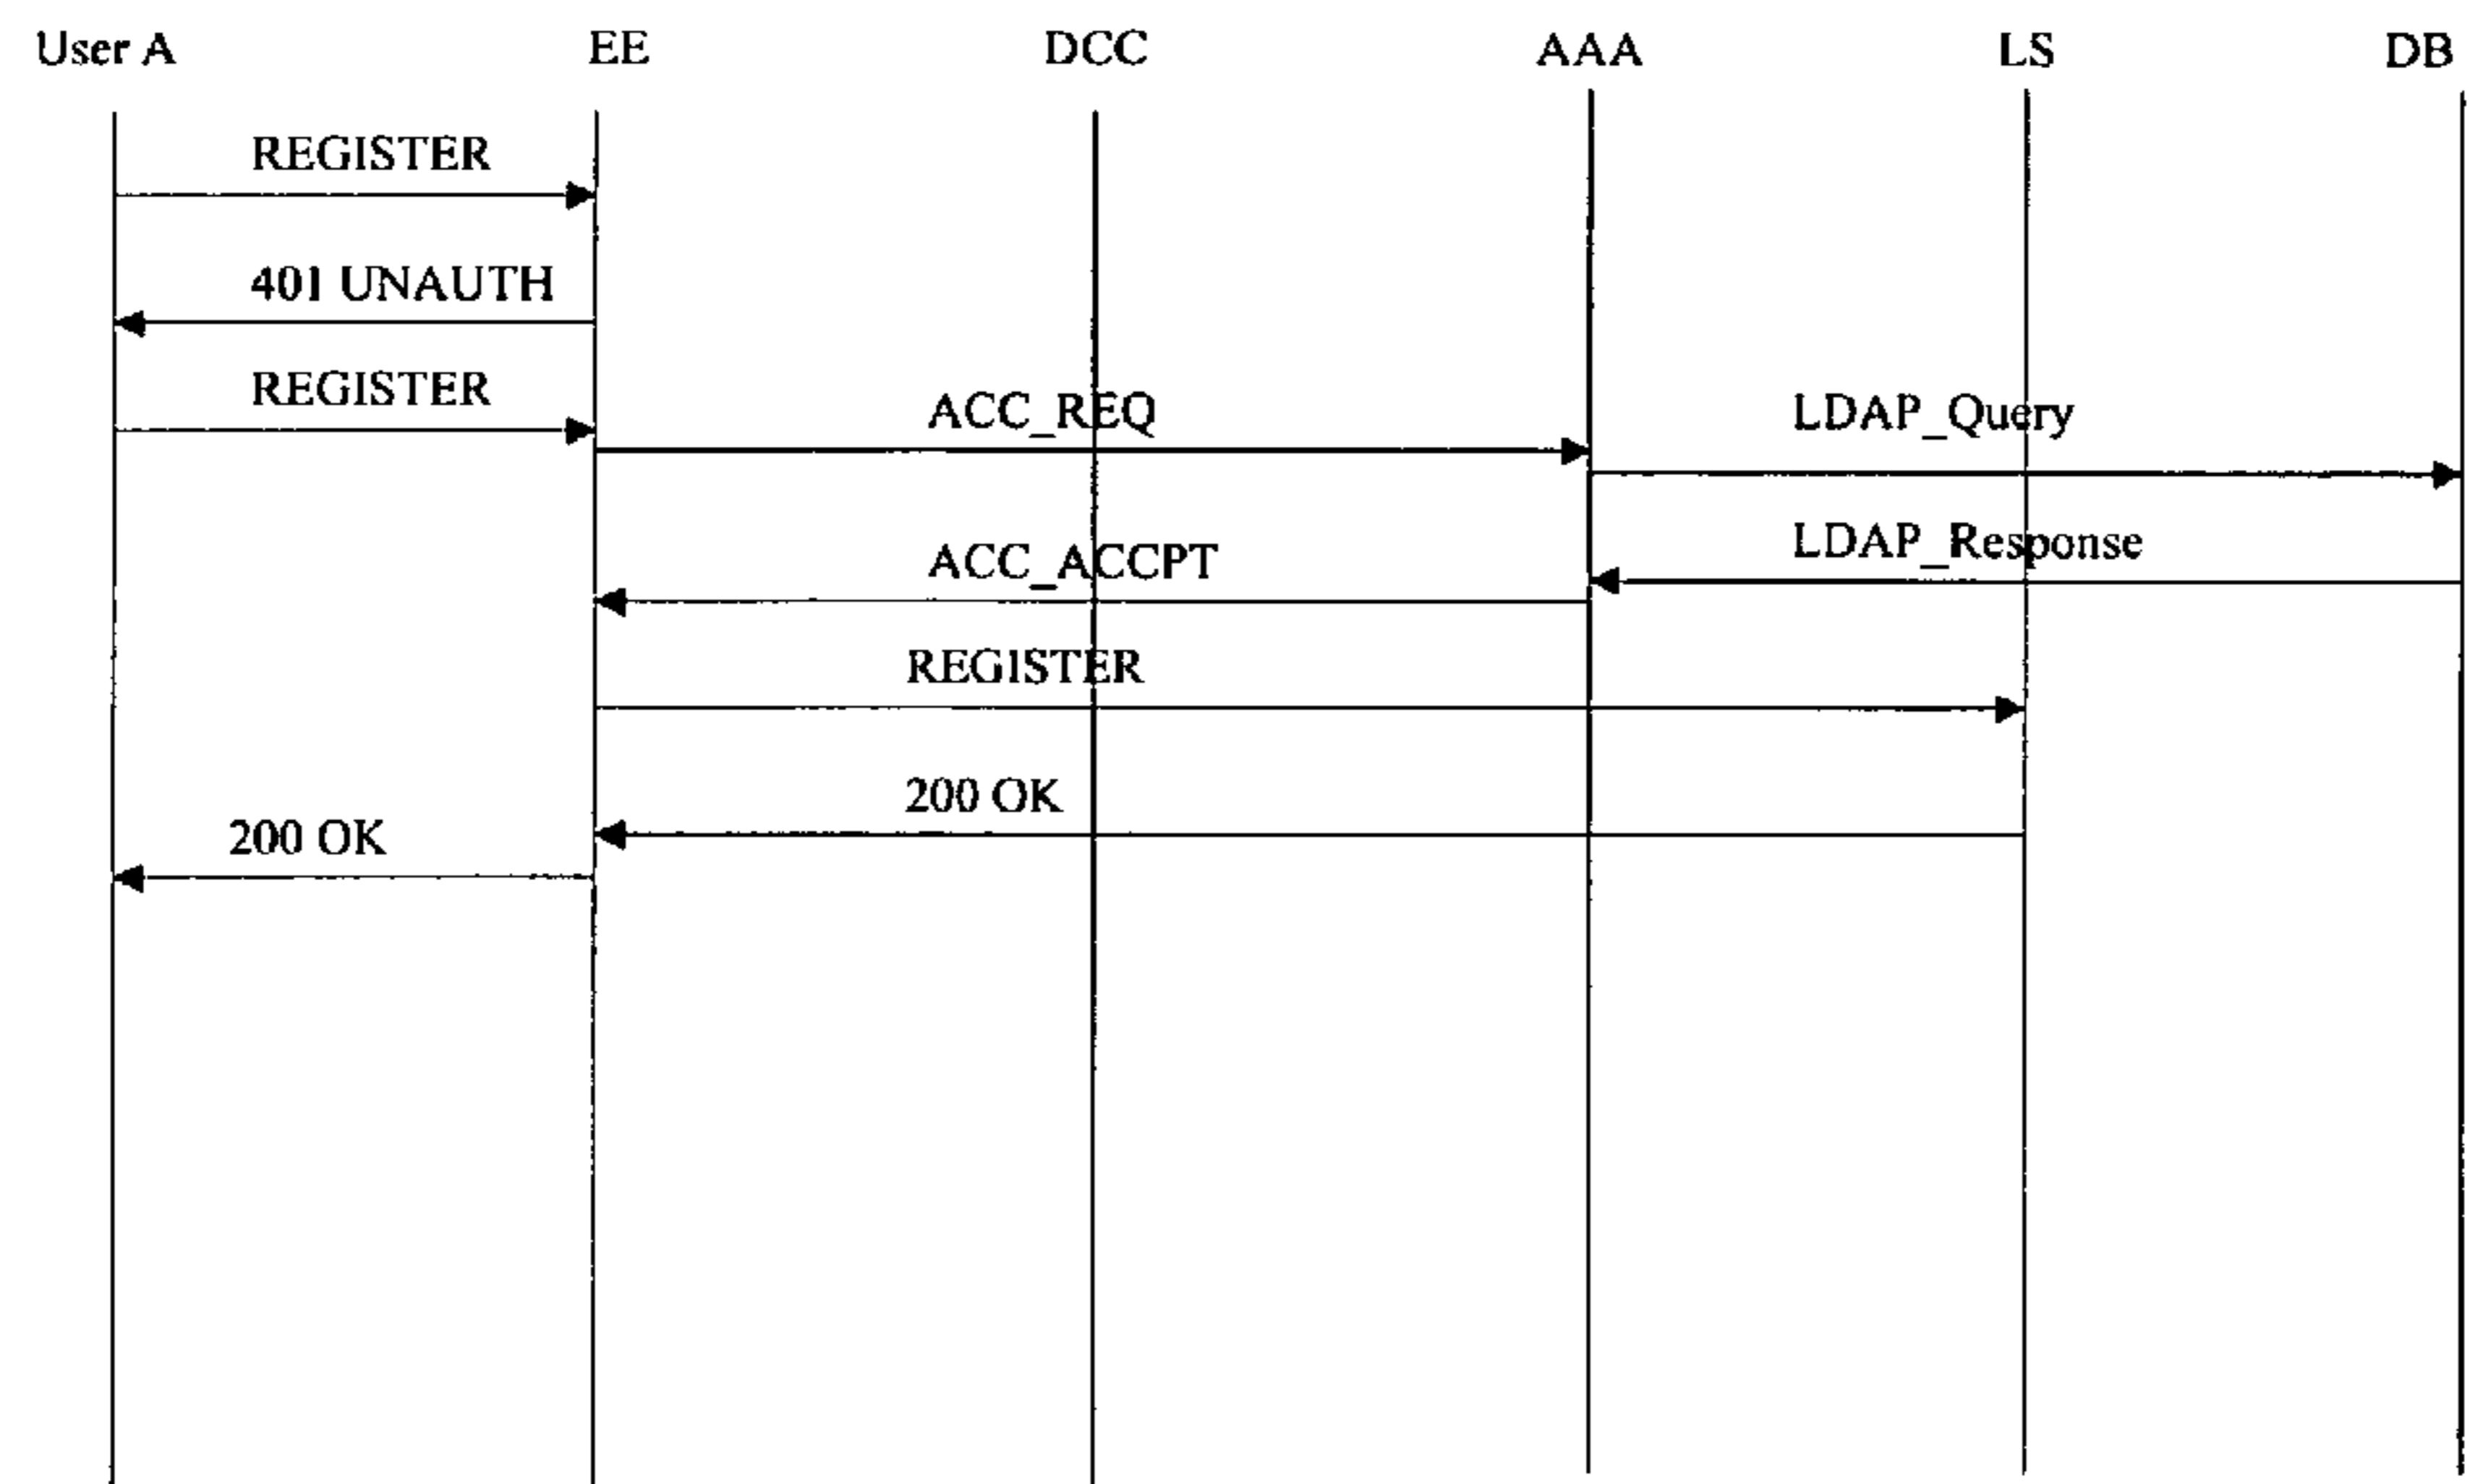 User A EE DCC AAA LS DB
REGISTER
401 UNAUTH
REGISTER
ACC_REQ LDAP_Query
ACC_ACCPT LDAP_Response
REGISTER
200 OK
200 OK